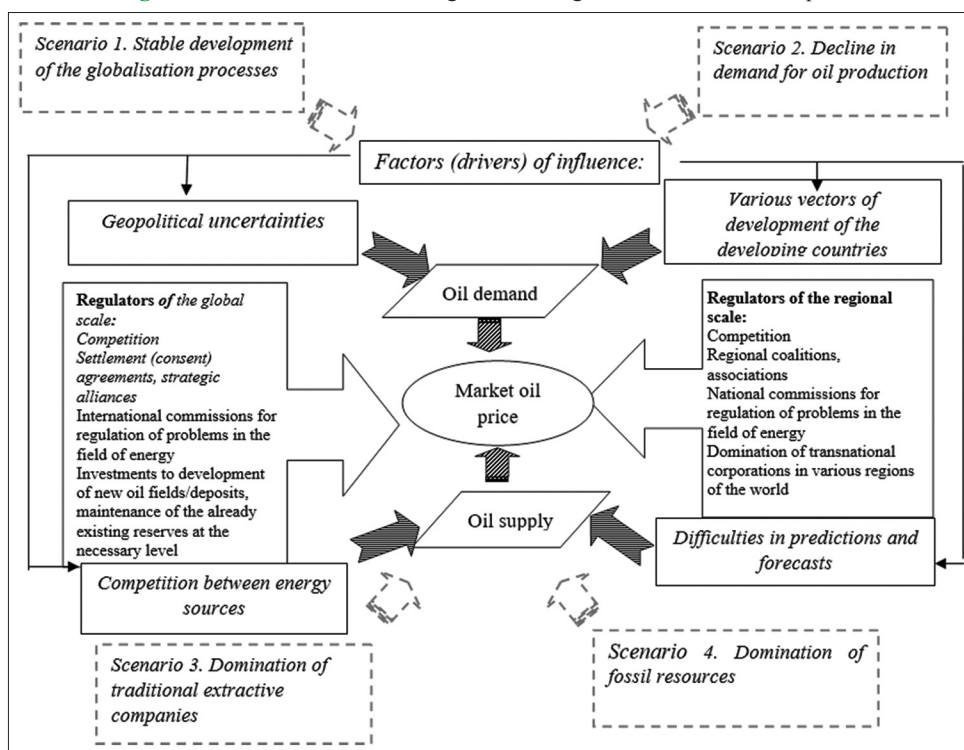 Scenario 1. Stable development
of the globalisation processes
Scenario 2. Decline in
demand for oil production
Factors (drivers) of influence:
Geopolitical uncertainties
Various vectors of
development of the
developing countries
Oil demand
Regulators of the global
scale:
Competition
Settlement (consent)
agreements, strategic
alliances
International commissions for
regulation of problems in the
field of energy
Investments to development
of new oil fields/deposits,
maintenance of the already
existing reserves at the
necessary level
Market oil
price
Regulators of the regional
scale:
Competition
Regional coalitions,
associations
National commissions for
regulation of problems in the
field of energy
Domination of transnational
corporations in various regions
of the world
Oil supply
Competition between energy
sources
Difficulties in predictions and
forecasts
Scenario 3. Domination of
traditional extractive
companies
Scenario 4. Domination of
fossil resources